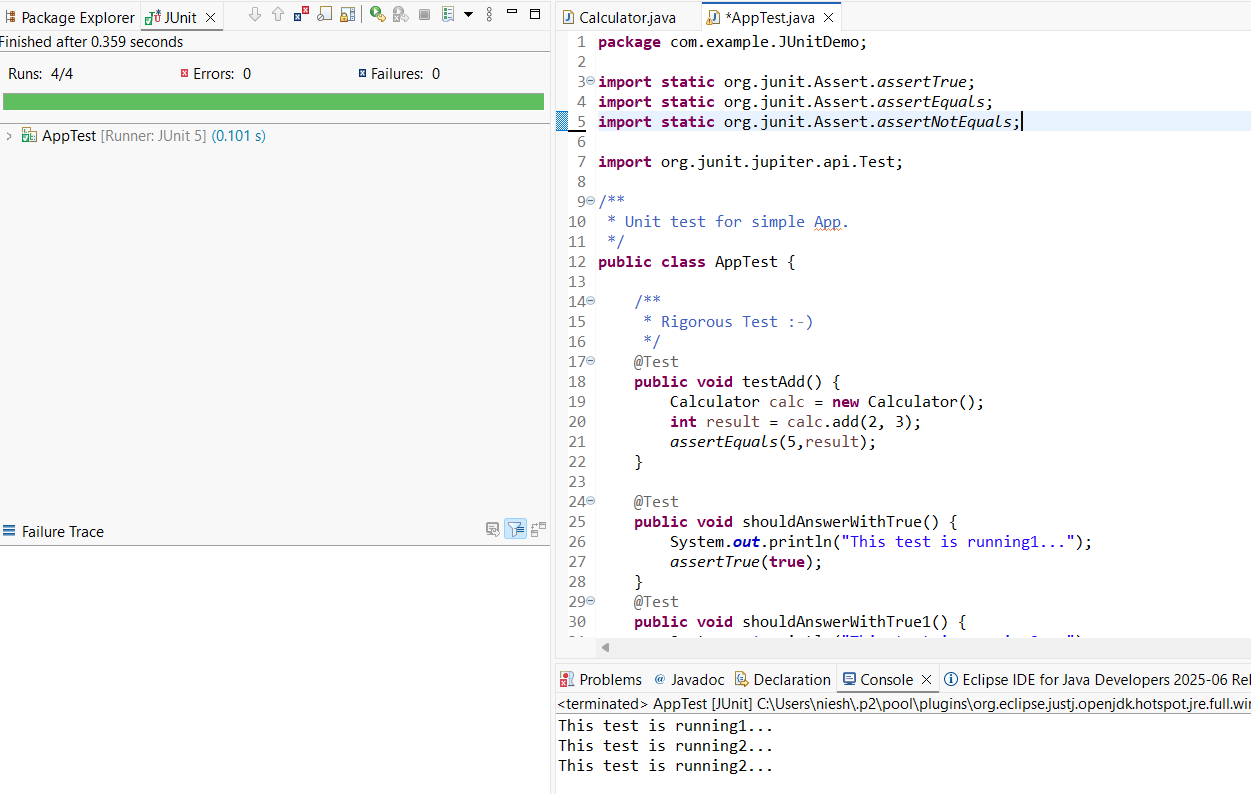 Package Explorer JUnit
Finished after 0.359 seconds
Runs: 4/4 Errors: 0 Failures: 0
AppTest [Runner: JUnit 5] (0.101 s)
Failure Trace
Calculator.java *AppTest.java
1 package com.example.JUnitDemo;
2
3 import static org.junit.Assert.assertTrue;
4 import static org.junit.Assert.assertEquals;
5 import static org.junit.Assert.assertNotEquals;
6
7 import org.junit.jupiter.api.Test;
8
9 /**
10 * Unit test for simple App.
11 */
12 public class AppTest {
13
14 /**
15 * Rigorous Test :-)
16 */
17 @Test
18 public void testAdd() {
19 Calculator calc = new Calculator();
20 int result = calc.add(2, 3);
21 assertEquals(5,result);
22 }
23
24 @Test
25 public void shouldAnswerWithTrue() {
26 System.out.println("This test is running1...");
27 assertTrue(true);
28 }
29 @Test
30 public void shouldAnswerWithTrue1() {
Problems @ Javadoc Declaration Console Eclipse IDE for Java Developers 2025-06 Rel
<terminated> AppTest [JUnit] C:\Users\niesh\.p2\pool\plugins\org.eclipse.justj.openjdk.hotspot.jre.full.win
This test is running1...
This test is running2...
This test is running2...